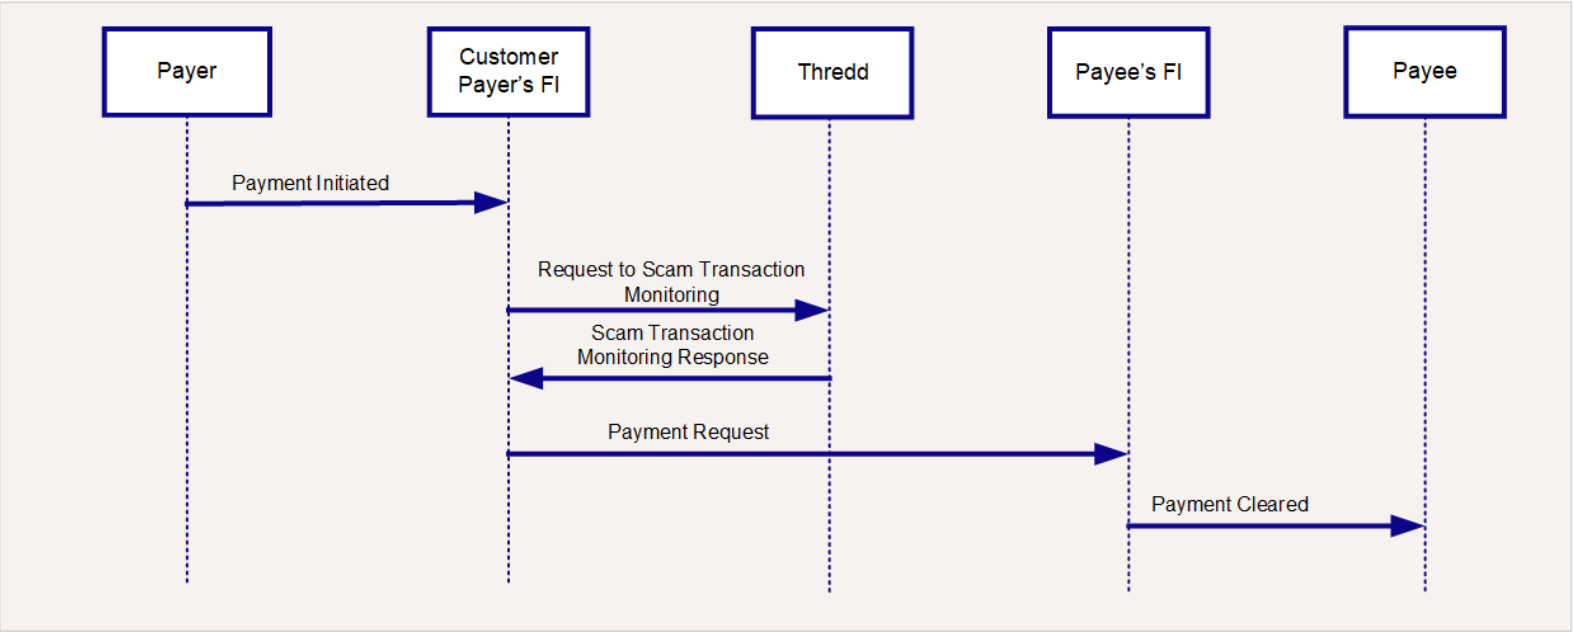 Payer
Customer
Payer’s FI
Thredd
Payee’s FI
Payee
Payment Initiated
Request to Scam Transaction
Monitoring
Scam Transaction
Monitoring Response
Payment Request
Payment Cleared